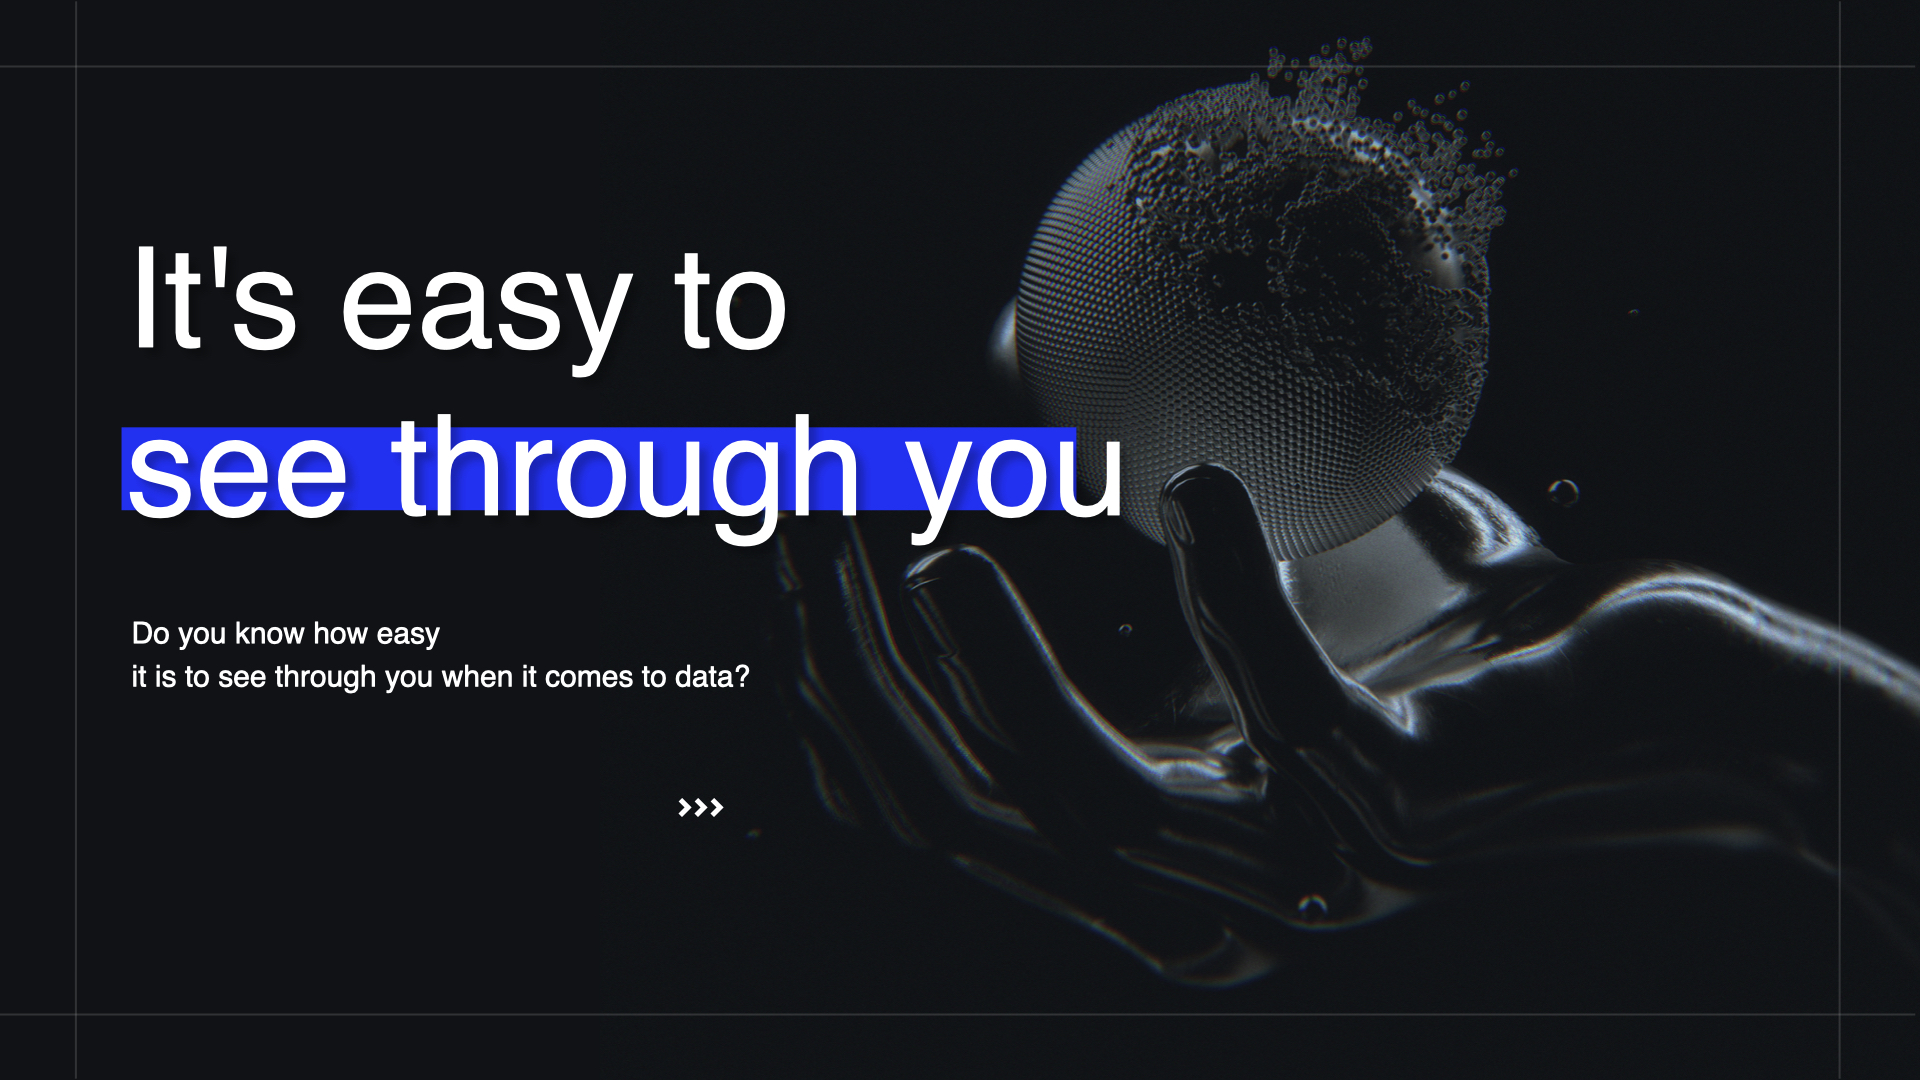 It's easy to
see through you
Do you know how easy
it is to see through you when it comes to data?